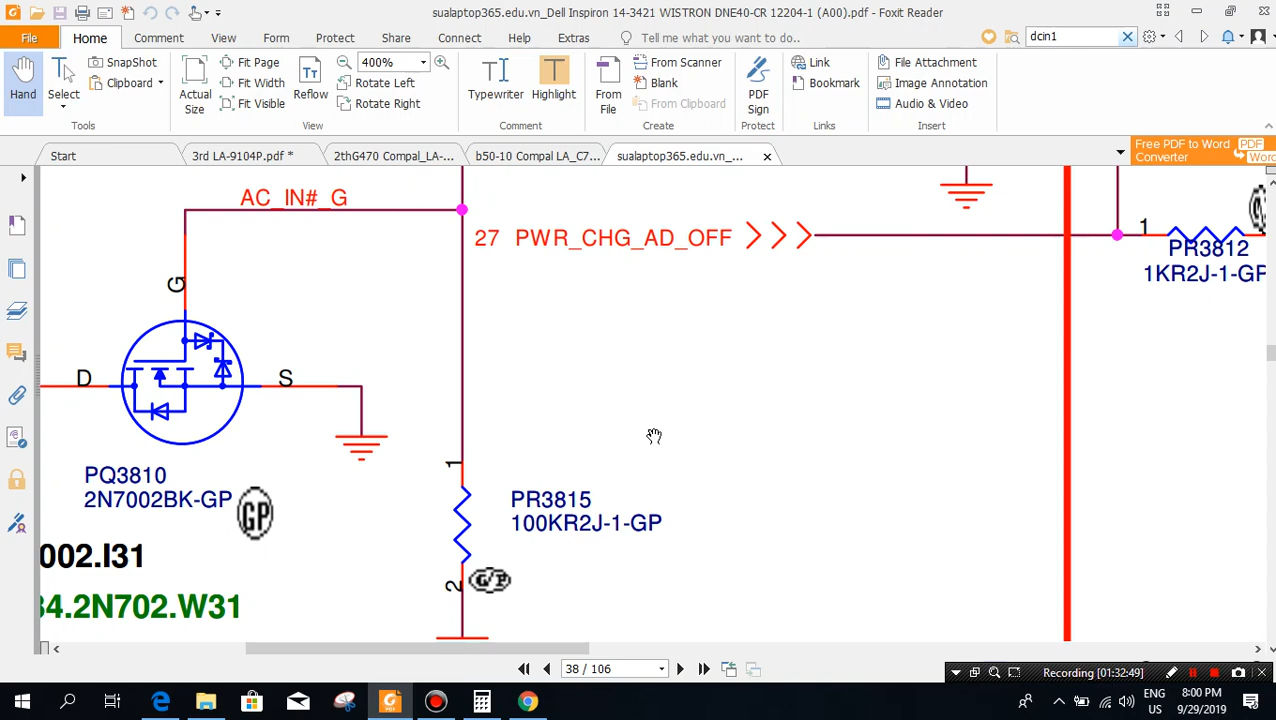 sualaptop365.edu.vn_Dell Inspiron 14-3421 WISTRON DNE40-CR 12204-1 (A00).pdf - Foxit Reader
File Home Comment View Form Protect Share Connect Help Extras Tell me what you want to do.. dcin1
SnapShot Fit Page 400% From Scanner Link File Attachment
Clipboard Fit Width Rotate Left Blank Bookmark Image Annotation
Hand Select Actual Size Fit Visible Reflow Rotate Right Typewriter Highlight From File From Clipboard PDF Sign Audio & Video
Tools View Comment Create Protect Links Insert
Start 3rd LA-9104P.pdf * 2thG470 Compal_LA-... b50-10 Compal LA_C7... sualaptop365.edu.vn_... Free PDF to Word
Converter Word
AC_IN#_G
27 PWR_CHG_AD_OFF
1
PR3812
1KR2J-1-GP
G
D S
1
PQ3810
2N7002BK-GP
GP
PR3815
100KR2J-1-GP
002.I31
2
G/P
34.2N702.W31
38 / 106
Recording [01:32:49]
ENG
US
8:00 PM
9/29/2019